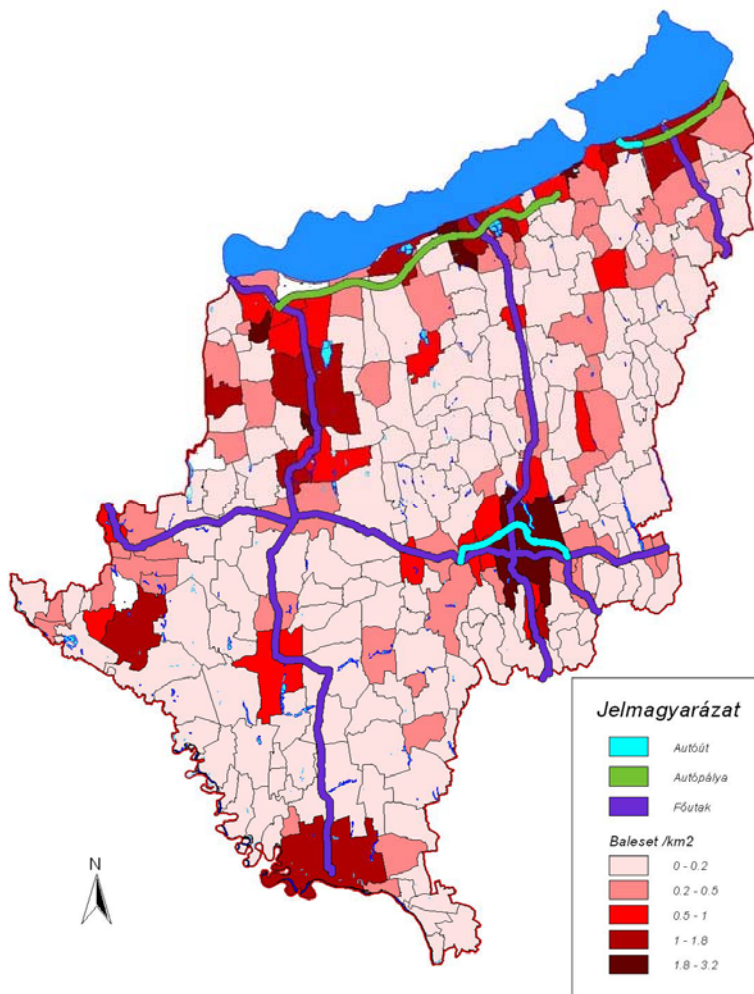 N
Jelmagyarázat
Autóút
Autópálya
Főutak
Baleset /km2
0 - 0.2
0.2 - 0.5
0.5 - 1
1 - 1.8
1.8 - 3.2